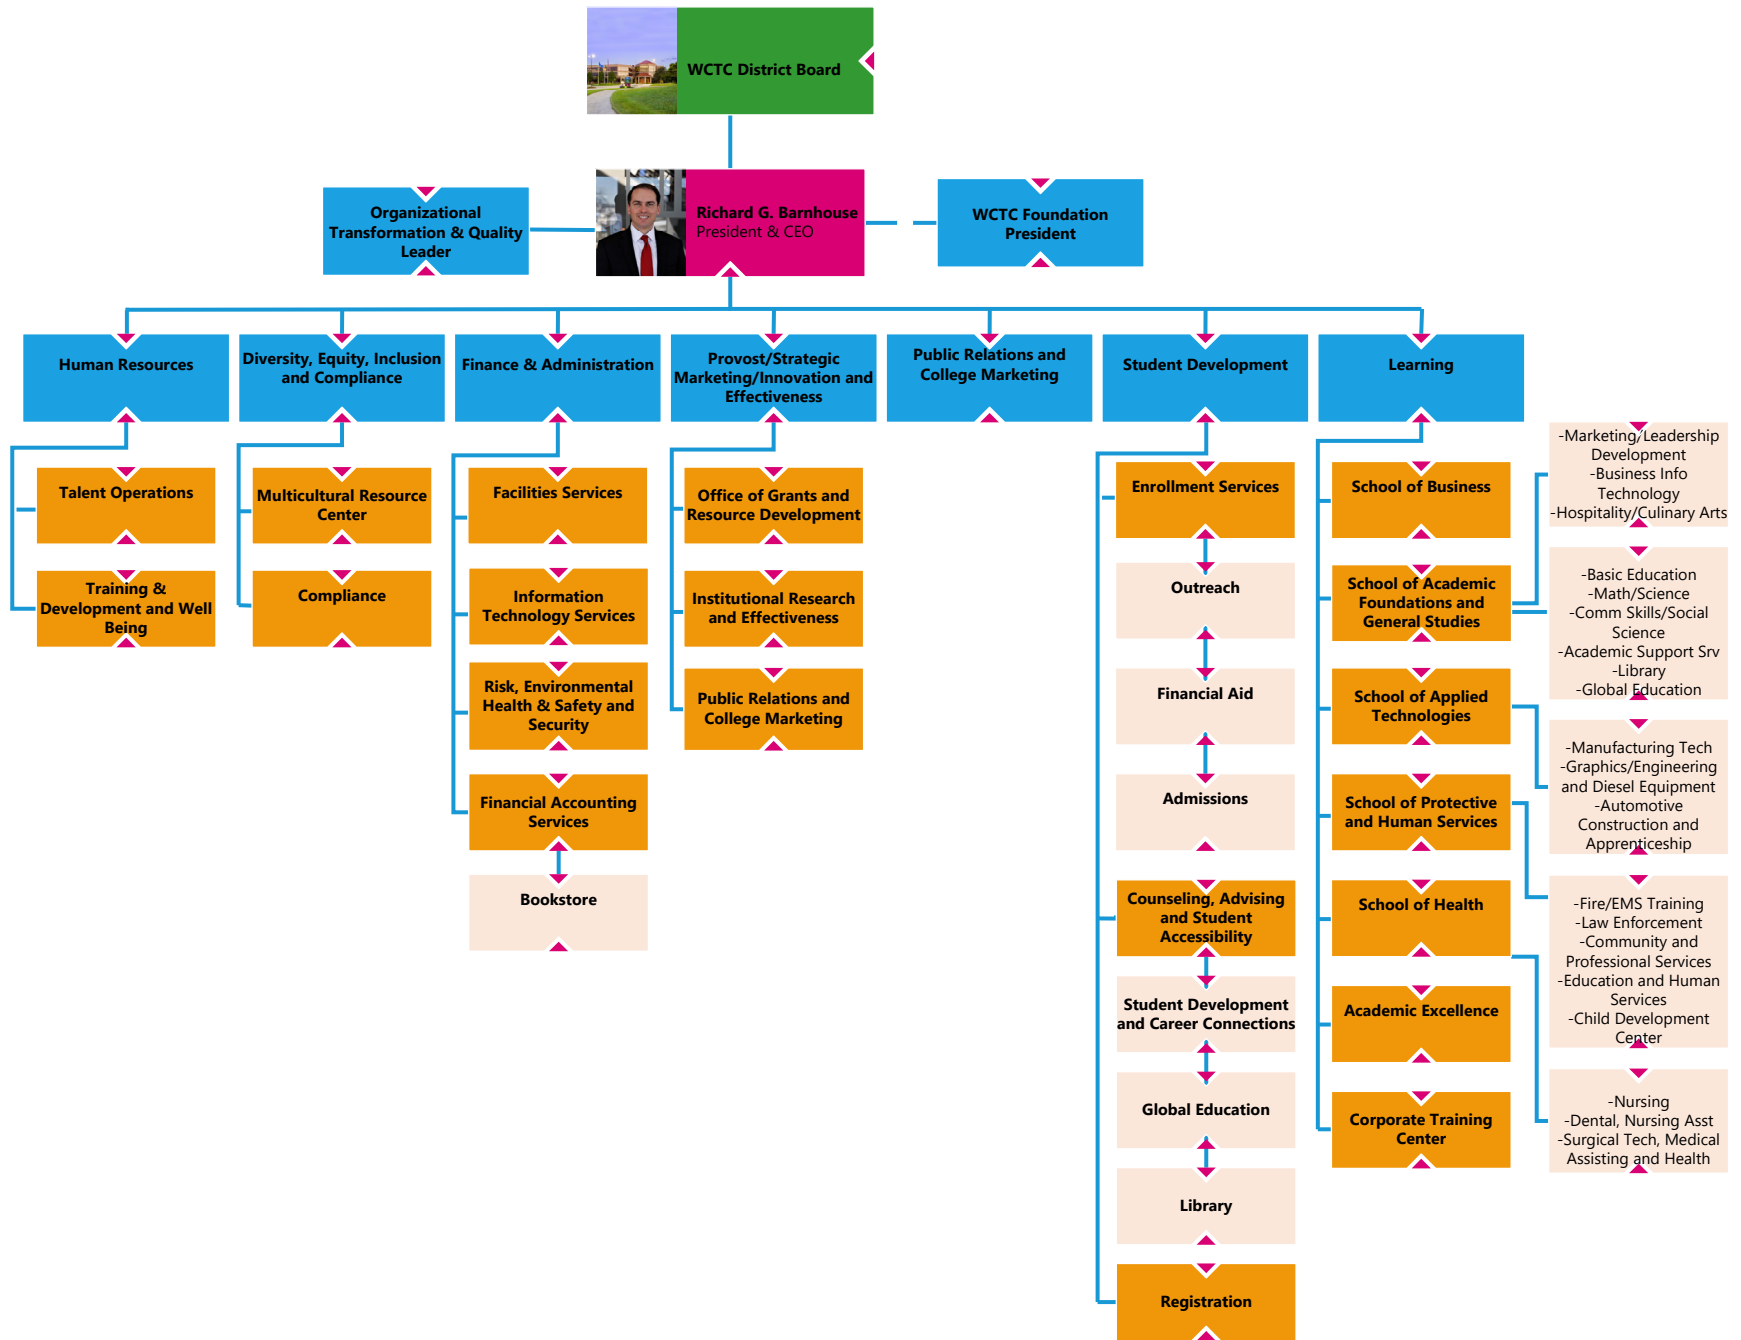 WCTC District Board
Organizational
Transformation & Quality
Leader
Richard G. Barnhouse
President & CEO
WCTC Foundation
President
Human Resources
Diversity, Equity, Inclusion
and Compliance
Finance & Administration
Provost/Strategic
Marketing/Innovation and
Effectiveness
Public Relations and
College Marketing
Student Development
Learning
Talent Operations
Training &
Development and Well
Being
Multicultural Resource
Center
Compliance
Facilities Services
Information
Technology Services
Risk, Environmental
Health & Safety and
Security
Financial Accounting
Services
Bookstore
Office of Grants and
Resource Development
Institutional Research
and Effectiveness
Public Relations and
College Marketing
Enrollment Services
Outreach
Financial Aid
Admissions
Counseling, Advising
and Student
Accessibility
Student Development
and Career Connections
Global Education
Library
Registration
School of Business
School of Academic
Foundations and
General Studies
School of Applied
Technologies
School of Protective
and Human Services
School of Health
Academic Excellence
Corporate Training
Center
-Marketing/Leadership
Development
-Business Info
Technology
-Hospitality/Culinary Arts
-Basic Education
-Math/Science
-Comm Skills/Social
Science
-Academic Support Srv
-Library
-Global Education
-Manufacturing Tech
-Graphics/Engineering
and Diesel Equipment
-Automotive
Construction and
Apprenticeship
-Fire/EMS Training
-Law Enforcement
-Community and
Professional Services
-Education and Human
Services
-Child Development
Center
-Nursing
-Dental, Nursing Asst
-Surgical Tech, Medical
Assisting and Health